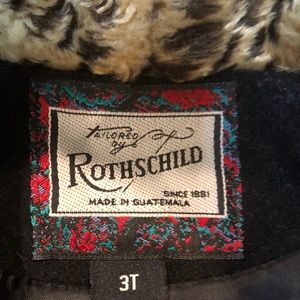 TAILORED
by
ROTHSCHILD
SINCE 1881
MADE IN GUATEMALA
3T